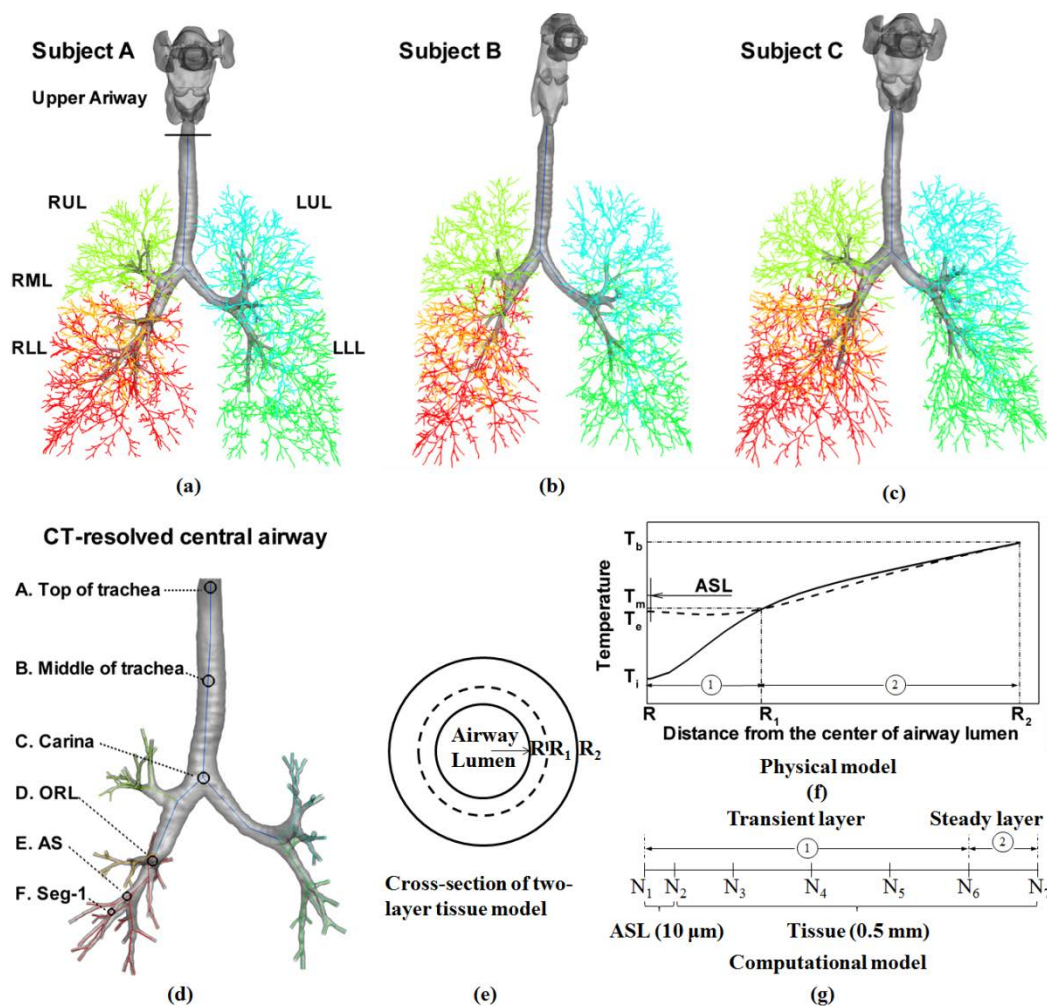 Subject A
Subject B
Subject C
Upper Ariway
RUL
LUL
RML
RLL
LLL
(a)
(b)
(c)
CT-resolved central airway
A. Top of trachea
B. Middle of trachea
C. Carina
D. ORL
E. AS
F. Seg-1
(d)
Airway
Lumen
R R1 R2
Cross-section of two-
layer tissue model
(e)
Temperature
Tb
Tm
Te
Ti
ASL
1
2
R
R1
R2
Distance from the center of airway lumen
Physical model
(f)
Transient layer
Steady layer
1
2
N1 N2 N3 N4 N5 N6 N7
ASL (10 μm)
Tissue (0.5 mm)
Computational model
(g)